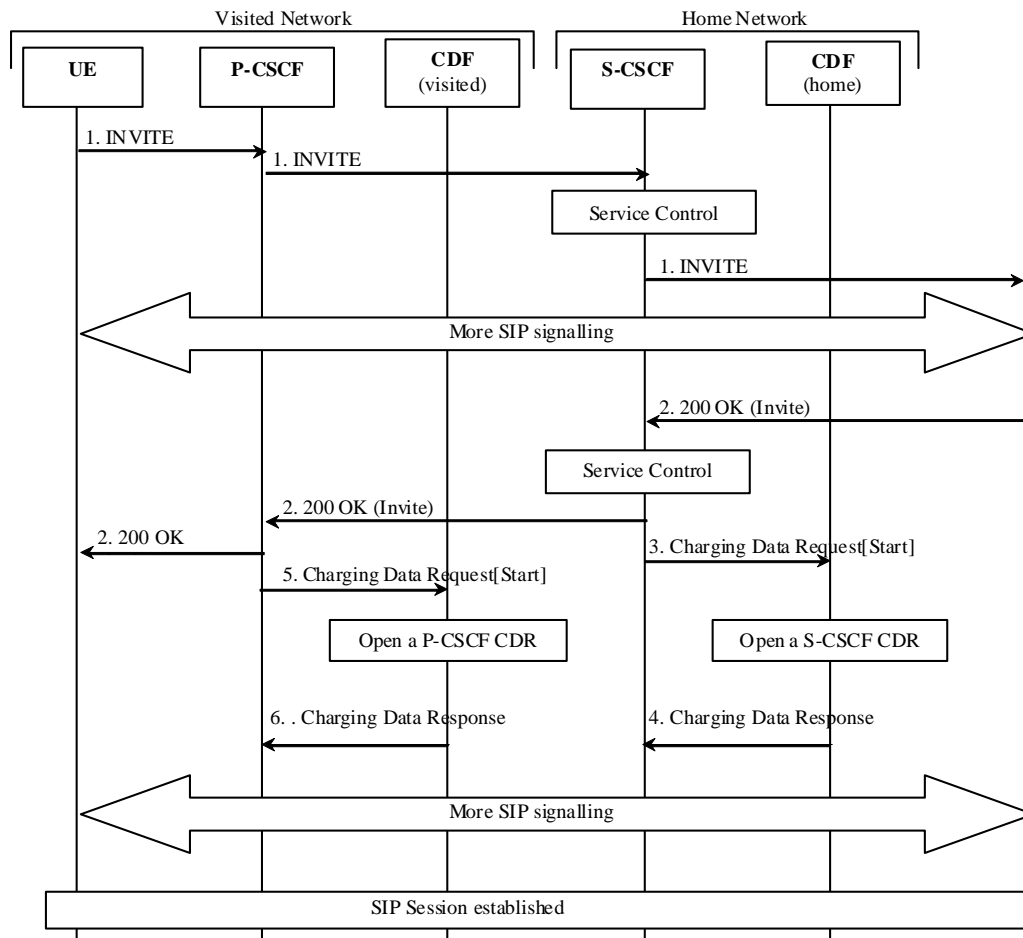 Visited Network
Home Network
UE
P-CSCF
CDF
(visited)
S-CSCF
CDF
(home)
1. INVITE
1. INVITE
Service Control
1. INVITE
More SIP signalling
2. 200 OK (Invite)
Service Control
2. 200 OK (Invite)
2. 200 OK
3. Charging Data Request[Start]
5. Charging Data Request[Start]
Open a P-CSCF CDR
Open a S-CSCF CDR
6. . Charging Data Response
4. Charging Data Response
More SIP signalling
SIP Session established